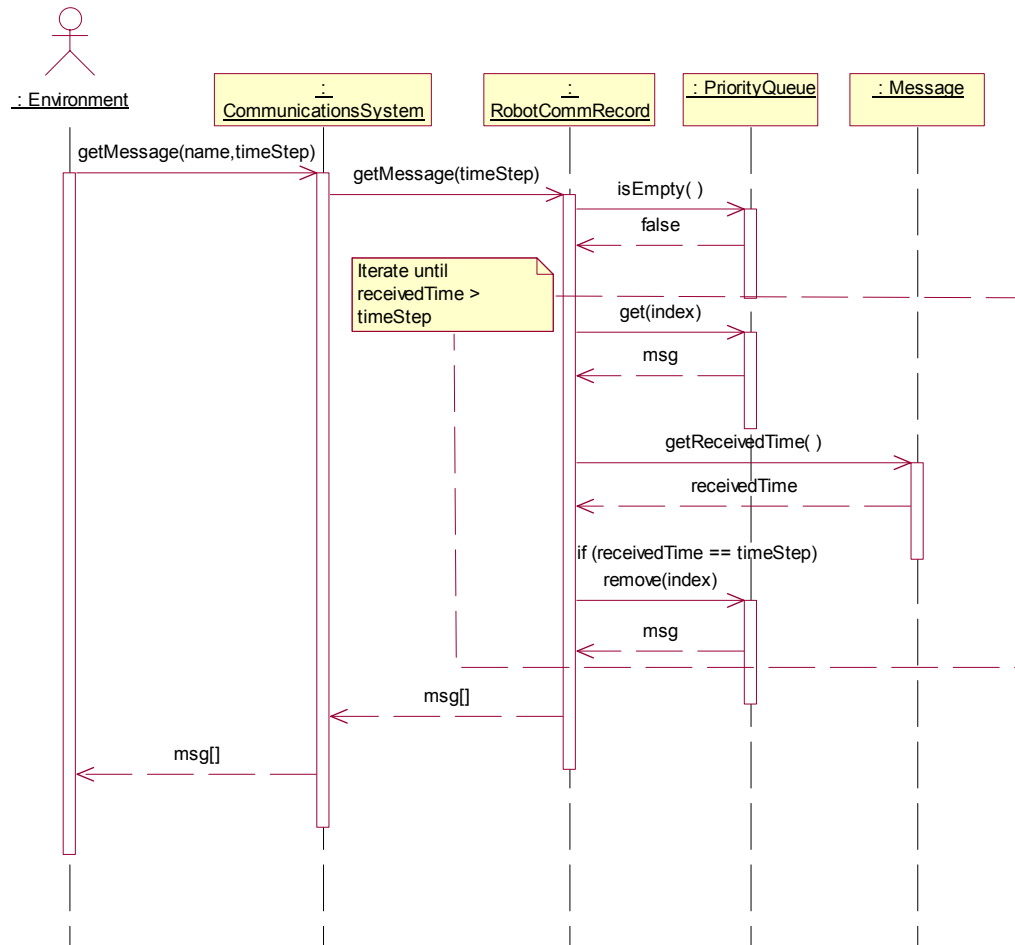 : Environment
:
CommunicationsSystem
:
RobotCommRecord
: PriorityQueue
: Message
getMessage(name,timeStep)
getMessage(timeStep)
isEmpty( )
false
Iterate until
receivedTime >
timeStep
get(index)
msg
getReceivedTime( )
receivedTime
if (receivedTime == timeStep)
remove(index)
msg
msg[]
msg[]